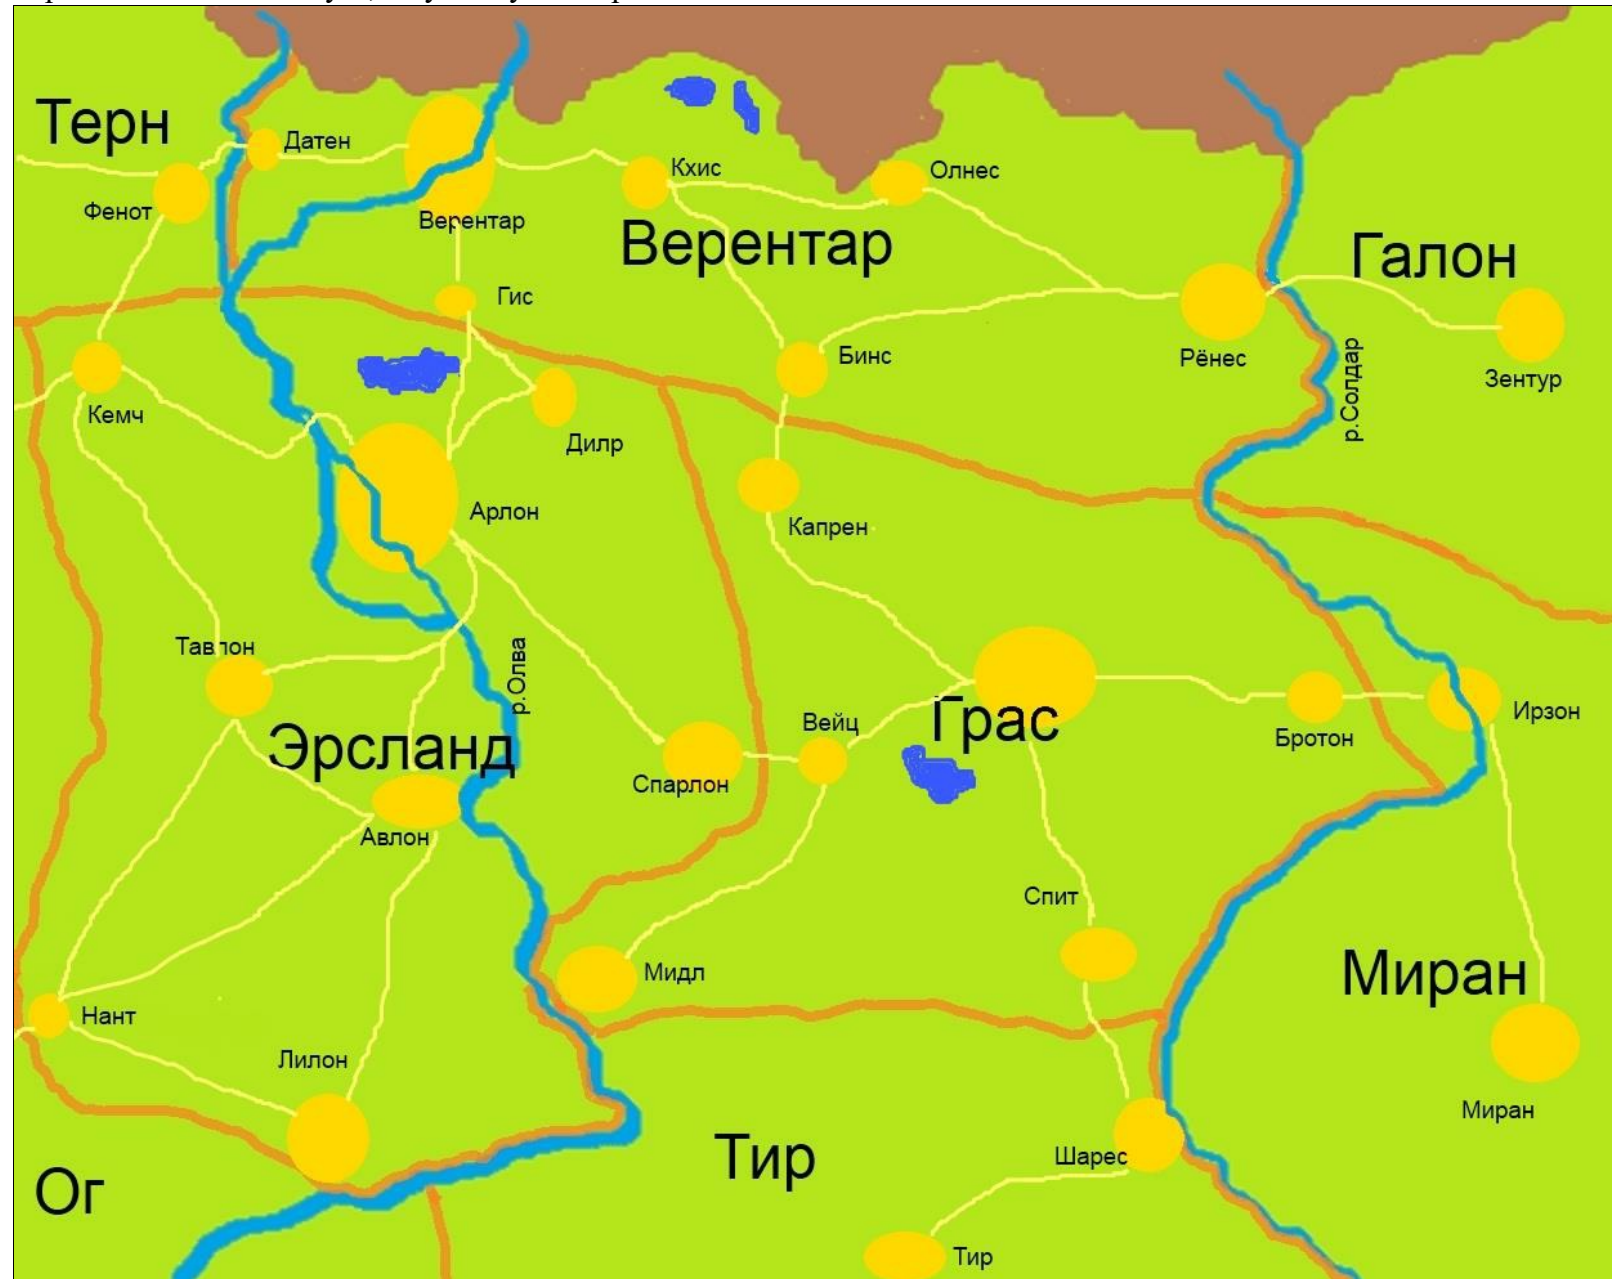 Терн
Датен
Кхис
Олнес
Фенот
Верентар
Верентар
Галон
Гис
Бинс
Рёнес
Зентур
р.Солдар
Кемч
Дилр
Арлон
Капрен
Тавлон
р.Олва
Эрсланд
Спарлон
Вейц
Грас
Бротон
Ирзон
Авлон
Спит
Мидл
Миран
Нант
Лилон
Миран
Тир
Шарес
Ог
Тир